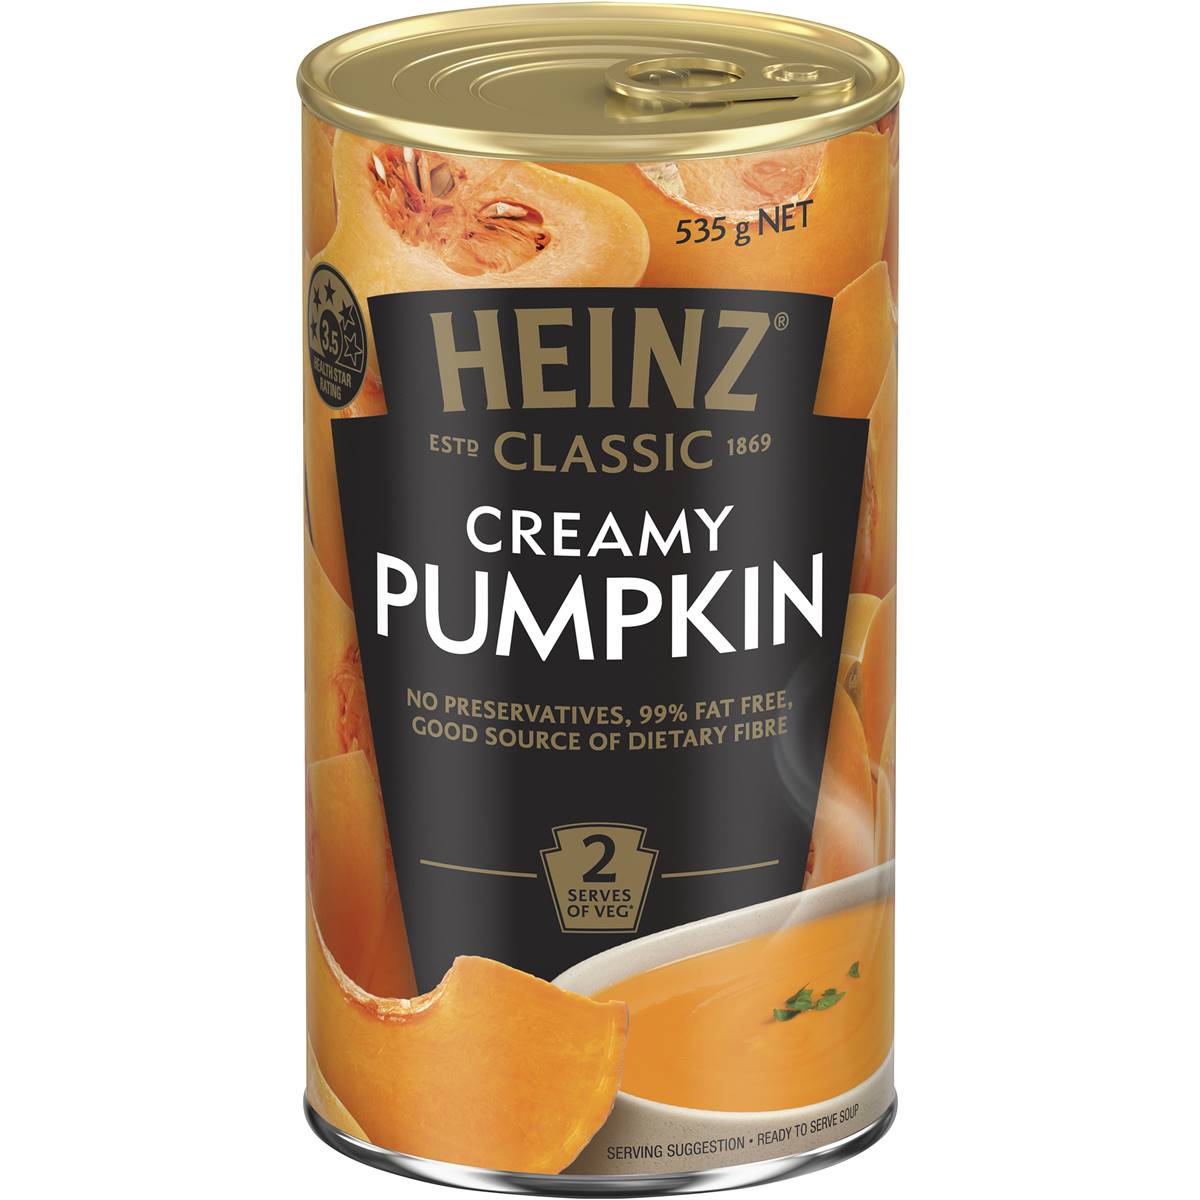 535 g NET
3.5
HEALTH STAR
RATING
HEINZ®
ESTD CLASSIC 1869
CREAMY
PUMPKIN
NO PRESERVATIVES, 99% FAT FREE,
GOOD SOURCE OF DIETARY FIBRE
2
SERVES
OF VEG*
SERVING SUGGESTION • READY TO SERVE SOUP